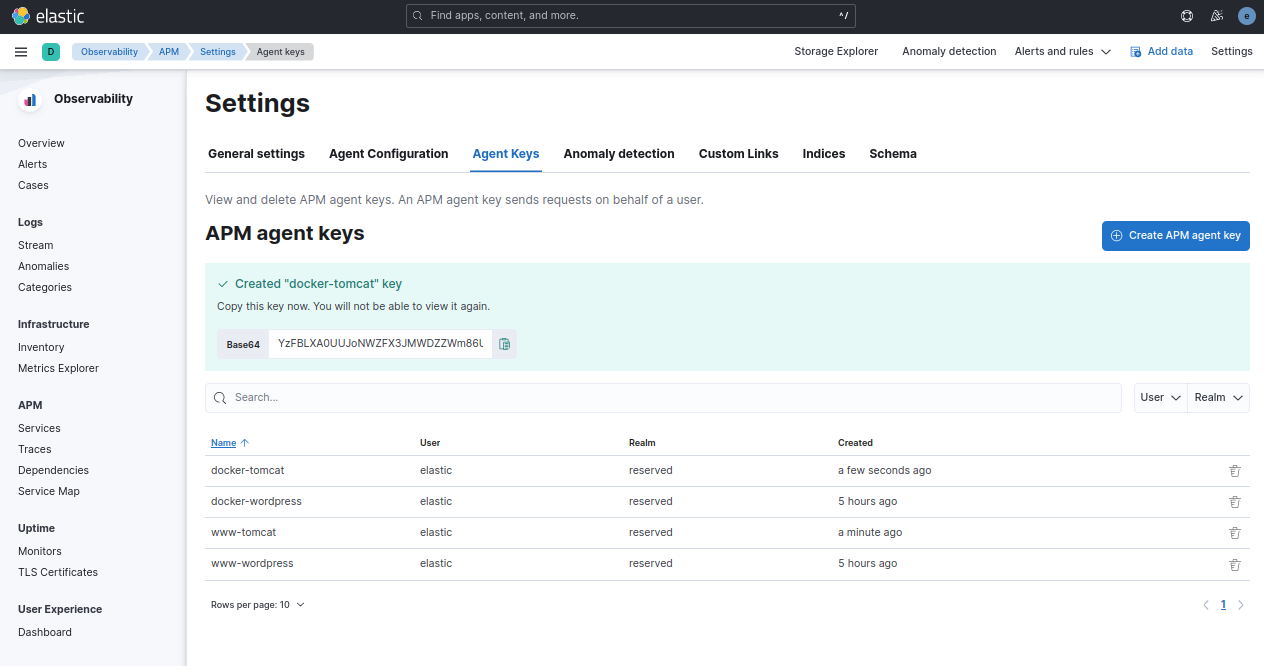 elastic
Find apps, content, and more.
^/
e
D
Observability
APM
Settings
Agent keys
Storage Explorer
Anomaly detection
Alerts and rules
Add data
Settings
Observability
Overview
Alerts
Cases
Logs
Stream
Anomalies
Categories
Infrastructure
Inventory
Metrics Explorer
APM
Services
Traces
Dependencies
Service Map
Uptime
Monitors
TLS Certificates
User Experience
Dashboard
Settings
General settings
Agent Configuration
Agent Keys
Anomaly detection
Custom Links
Indices
Schema
View and delete APM agent keys. An APM agent key sends requests on behalf of a user.
APM agent keys
Create APM agent key
Created "docker-tomcat" key
Copy this key now. You will not be able to view it again.
Base64
Search...
User
Realm
Name User Realm Created
docker-tomcat elastic reserved a few seconds ago
docker-wordpress elastic reserved 5 hours ago
www-tomcat elastic reserved a minute ago
www-wordpress elastic reserved 5 hours ago
Rows per page: 10
1